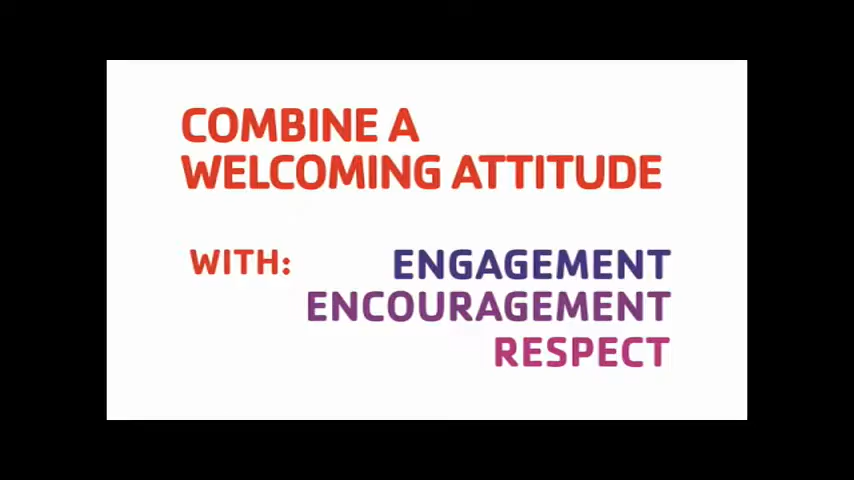 COMBINE A
WELCOMING ATTITUDE
WITH: ENGAGEMENT
ENCOURAGEMENT
RESPECT